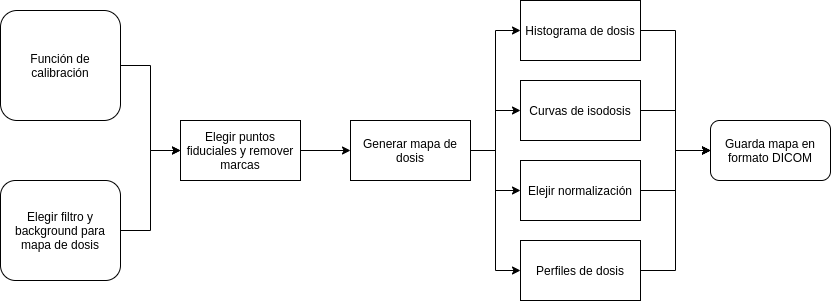 Función de
calibración
Elegir filtro y
background para
mapa de dosis
Elegir puntos
fiduciales y remover
marcas
Generar mapa de
dosis
Histograma de dosis
Curvas de isodosis
Elejir normalización
Perfiles de dosis
Guarda mapa en
formato DICOM